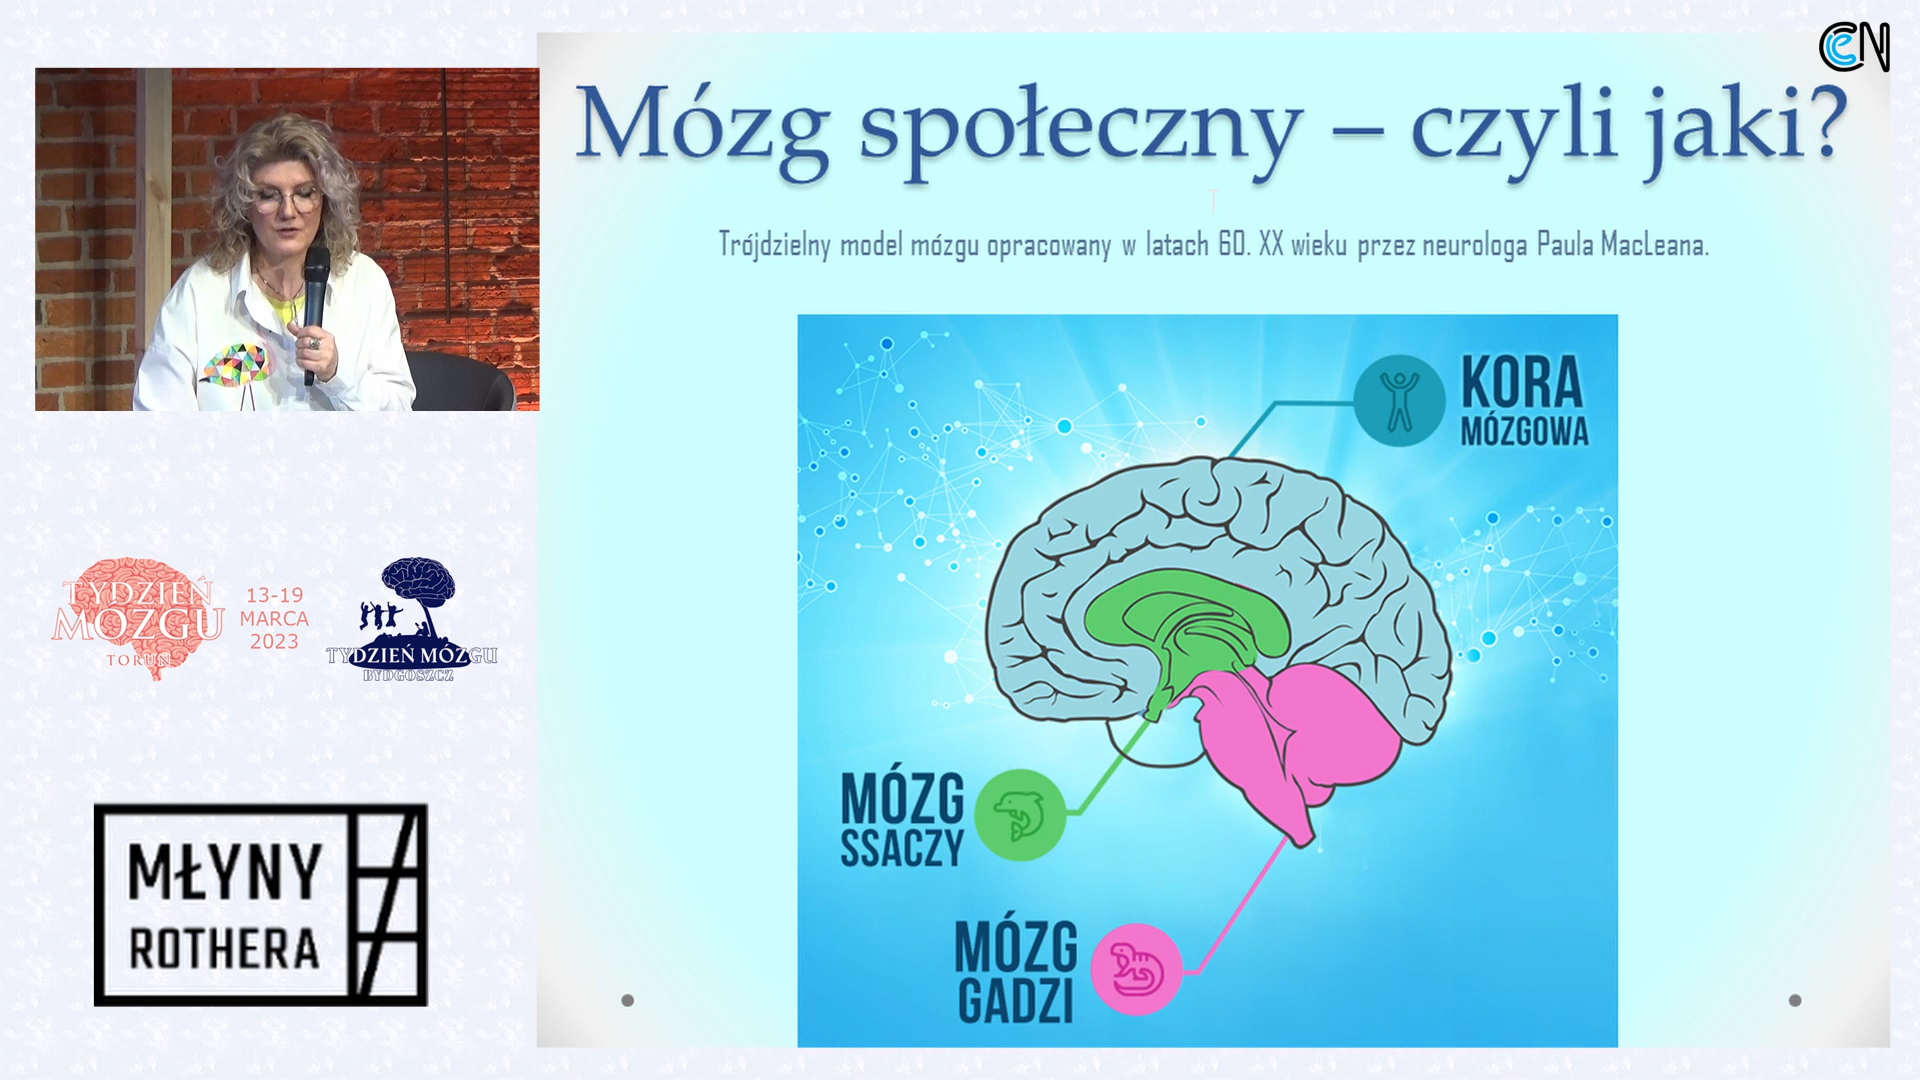 CEN
Mózg społeczny – czyli jaki?
T
Trójdzielny model mózgu opracowany w latach 60. XX wieku przez neurologa Paula MacLeana.
KORA
MÓZGOWA
MÓZG
SSACZY
MÓZG
GADZI
TYDZIEŃ
MÓZGU
TORUŃ
13-19
MARCA
2023
TYDZIEŃ MÓZGU
BYDGOSZCZ
MŁYNY
ROTHERA